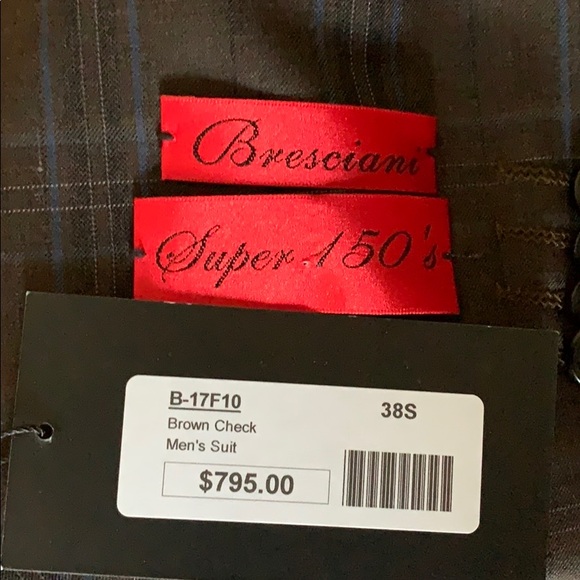 Bresciani
Super 150's
B-17F10 38S
Brown Check
Men's Suit
$795.00